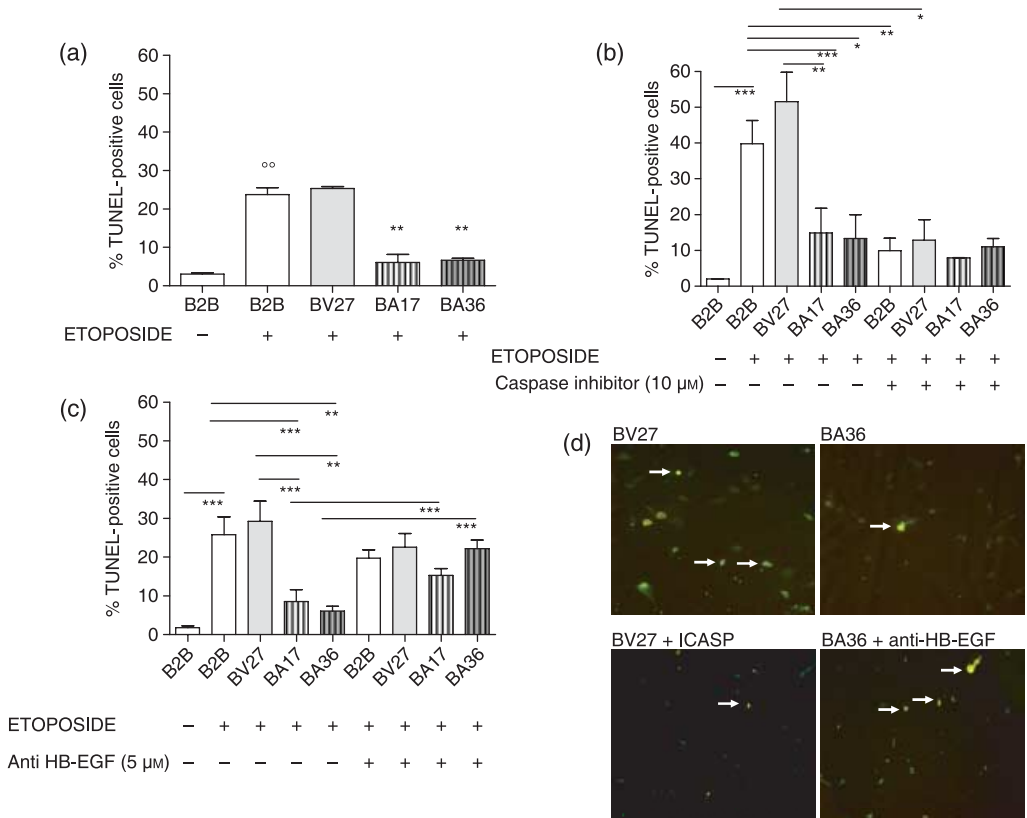 (a)
% TUNEL-positive cells
60
50
40
30
20
10
0
°°
**
**
B2B B2B BV27 BA17 BA36
ETOPOSIDE – + + + +
(b)
% TUNEL-positive cells
60
50
40
30
20
10
0
*
**
*
***
**
***
B2B B2B BV27 BA17 BA36 B2B BV27 BA17 BA36
ETOPOSIDE – + + + + + + + +
Caspase inhibitor (10 μM) – – – – – + + + +
(c)
% TUNEL-positive cells
60
50
40
30
20
10
0
**
***
**
***
***
***
***
B2B B2B BV27 BA17 BA36 B2B BV27 BA17 BA36
ETOPOSIDE – + + + + + + + +
Anti HB-EGF (5 μM) – – – – – + + + +
(d)
BV27 BA36
BV27 + ICASP BA36 + anti-HB-EGF